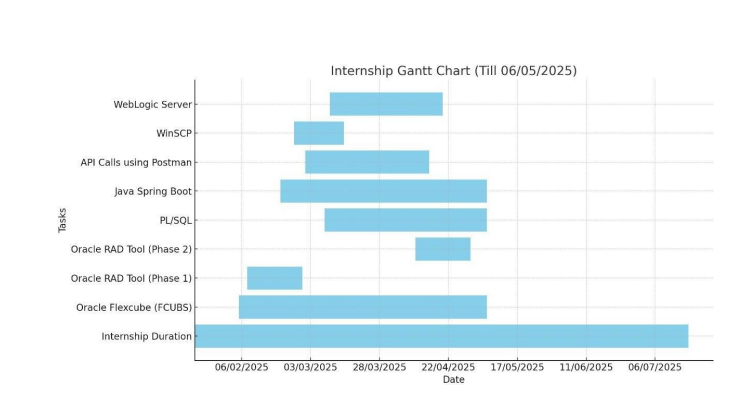 Internship Gantt Chart (Till 06/05/2025)
WebLogic Server
WinSCP
API Calls using Postman
Java Spring Boot
PL/SQL
Oracle RAD Tool (Phase 2)
Oracle RAD Tool (Phase 1)
Oracle Flexcube (FCUBS)
Internship Duration
Tasks
06/02/2025 03/03/2025 28/03/2025 22/04/2025 17/05/2025 11/06/2025 06/07/2025
Date